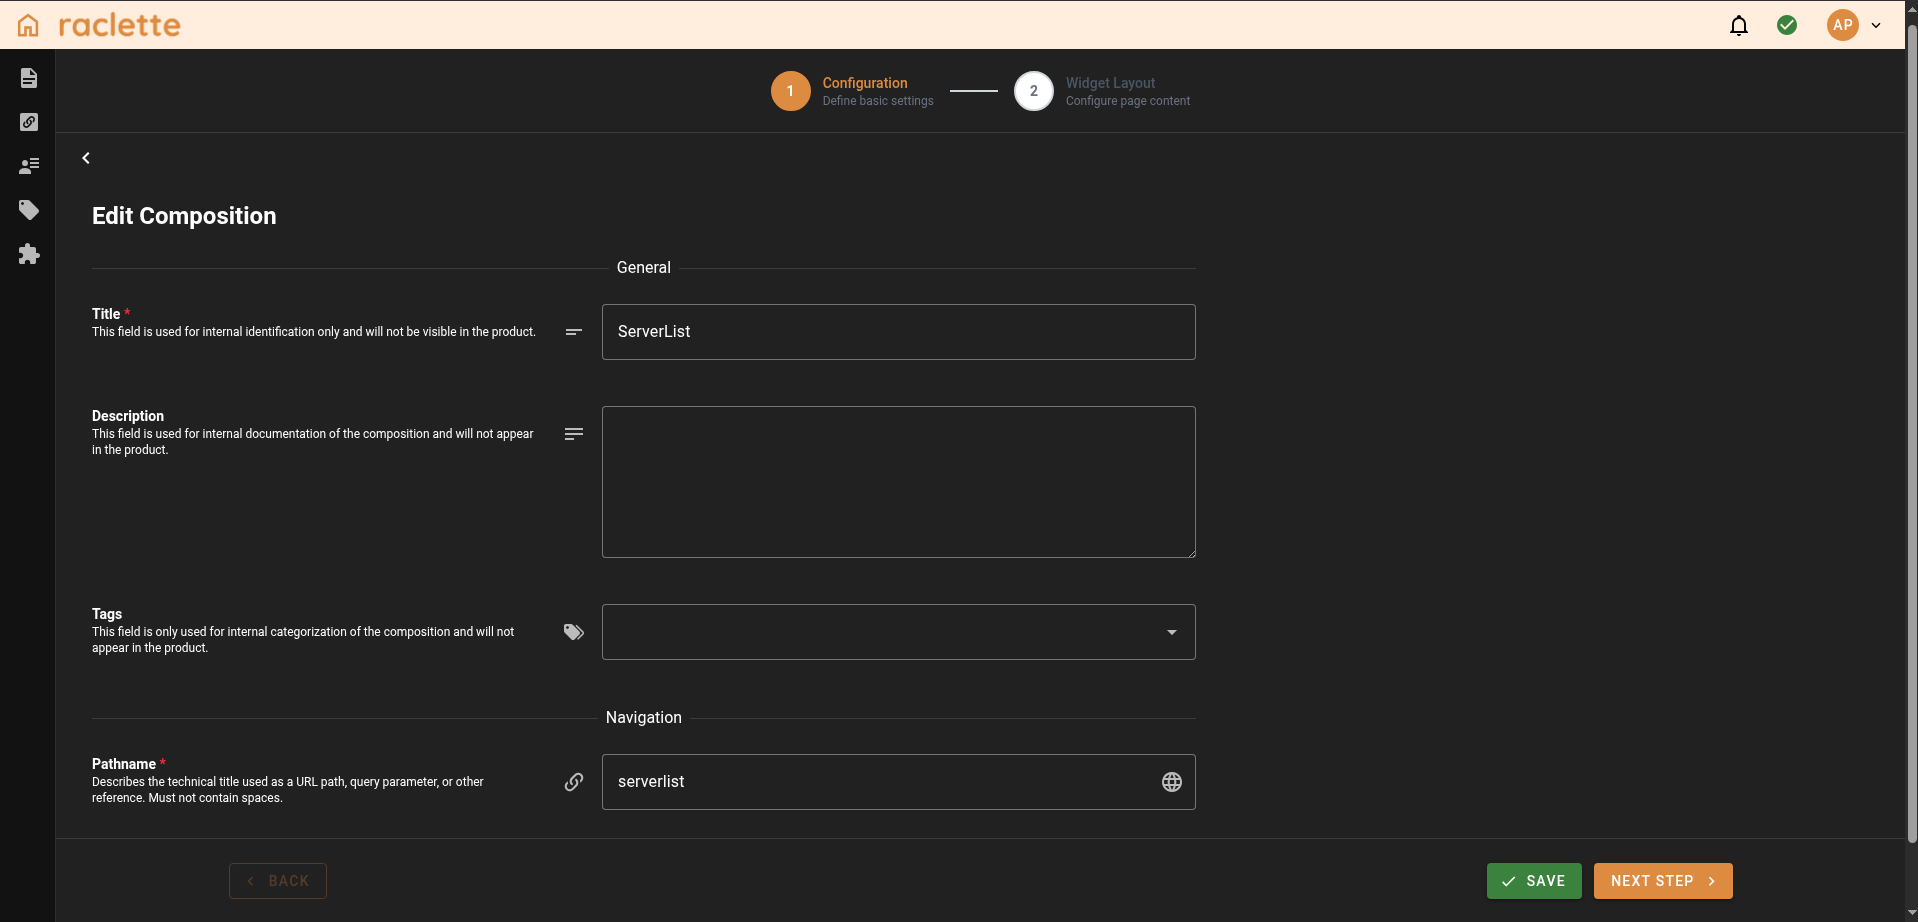 raclette
AP
1
Configuration
Define basic settings
2
Widget Layout
Configure page content
Edit Composition
General
Title *
This field is used for internal identification only and will not be visible in the product.
ServerList
Description
This field is used for internal documentation of the composition and will not appear
in the product.
Tags
This field is only used for internal categorization of the composition and will not
appear in the product.
Navigation
Pathname *
Describes the technical title used as a URL path, query parameter, or other
reference. Must not contain spaces.
serverlist
BACK
SAVE
NEXT STEP